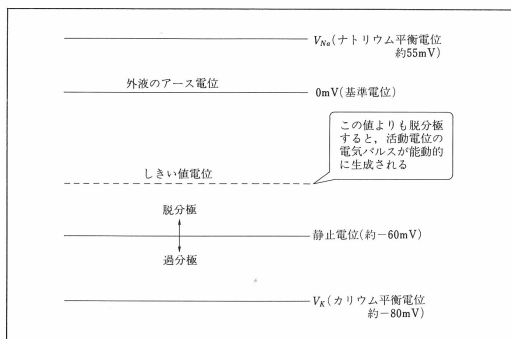 V_Na(ナトリウム平衡電位
約55mV)
外液のアース電位
0mV(基準電位)
この値よりも脱分極
すると，活動電位の
電気パルスが能動的
に生成される
しきい値電位
脱分極
静止電位(約−60mV)
過分極
V_K(カリウム平衡電位
約−80mV)